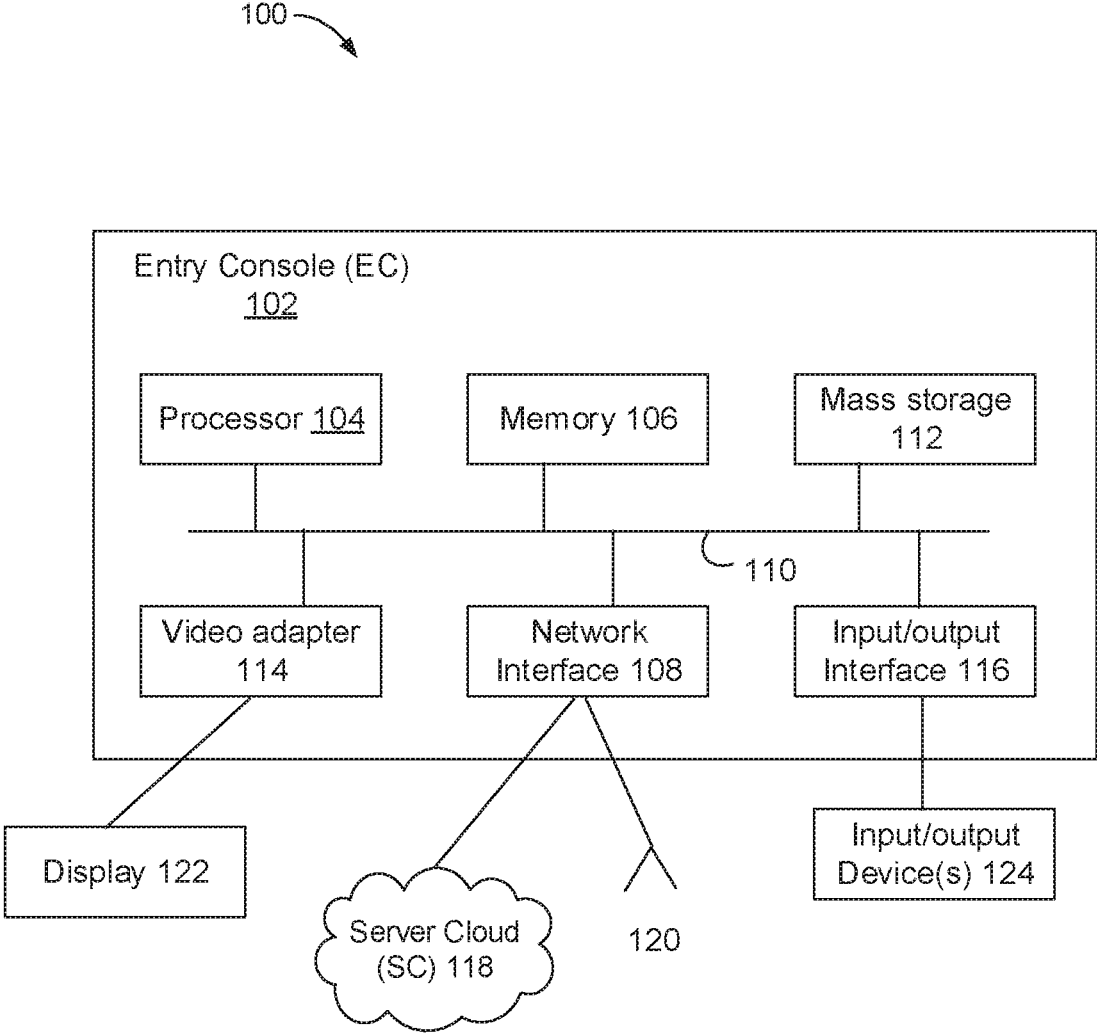 100
Entry Console (EC)
102
Processor 104
Memory 106
Mass storage
112
110
Video adapter
114
Network
Interface 108
Input/output
Interface 116
Display 122
Server Cloud
(SC) 118
120
Input/output
Device(s) 124